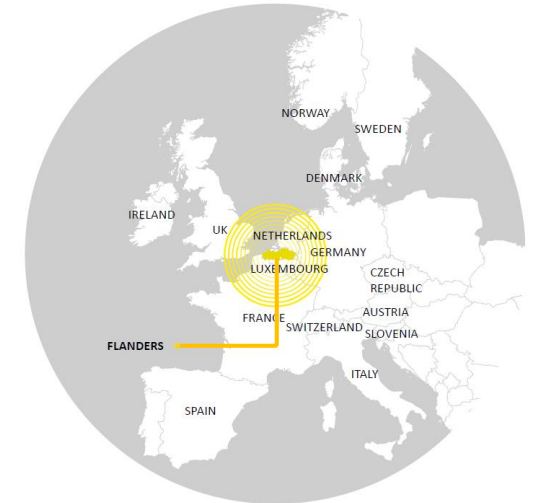 NORWAY
SWEDEN
DENMARK
IRELAND
UK
NETHERLANDS
GERMANY
LUXEMBOURG
CZECH
REPUBLIC
AUSTRIA
FRANCE
SWITZERLAND
SLOVENIA
FLANDERS
ITALY
SPAIN